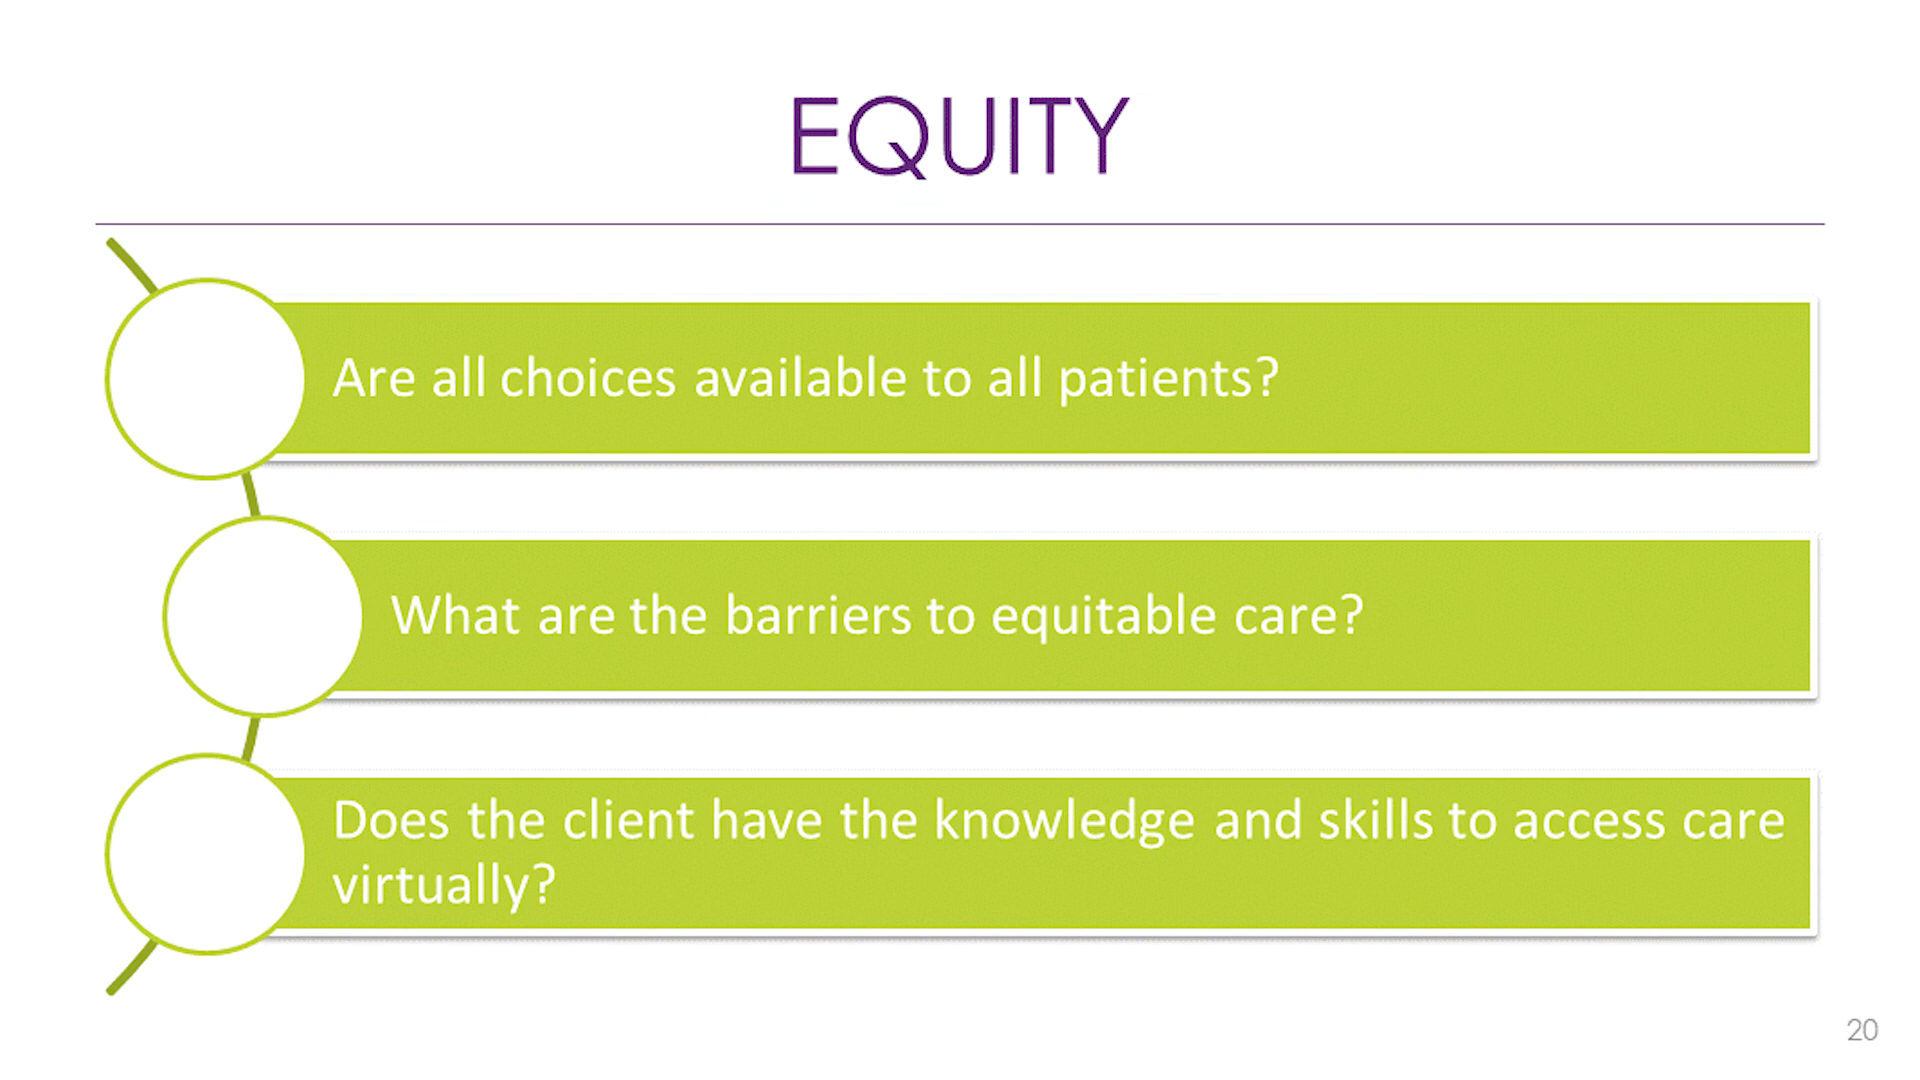 EQUITY
Are all choices available to all patients?
What are the barriers to equitable care?
Does the client have the knowledge and skills to access care
virtually?
20